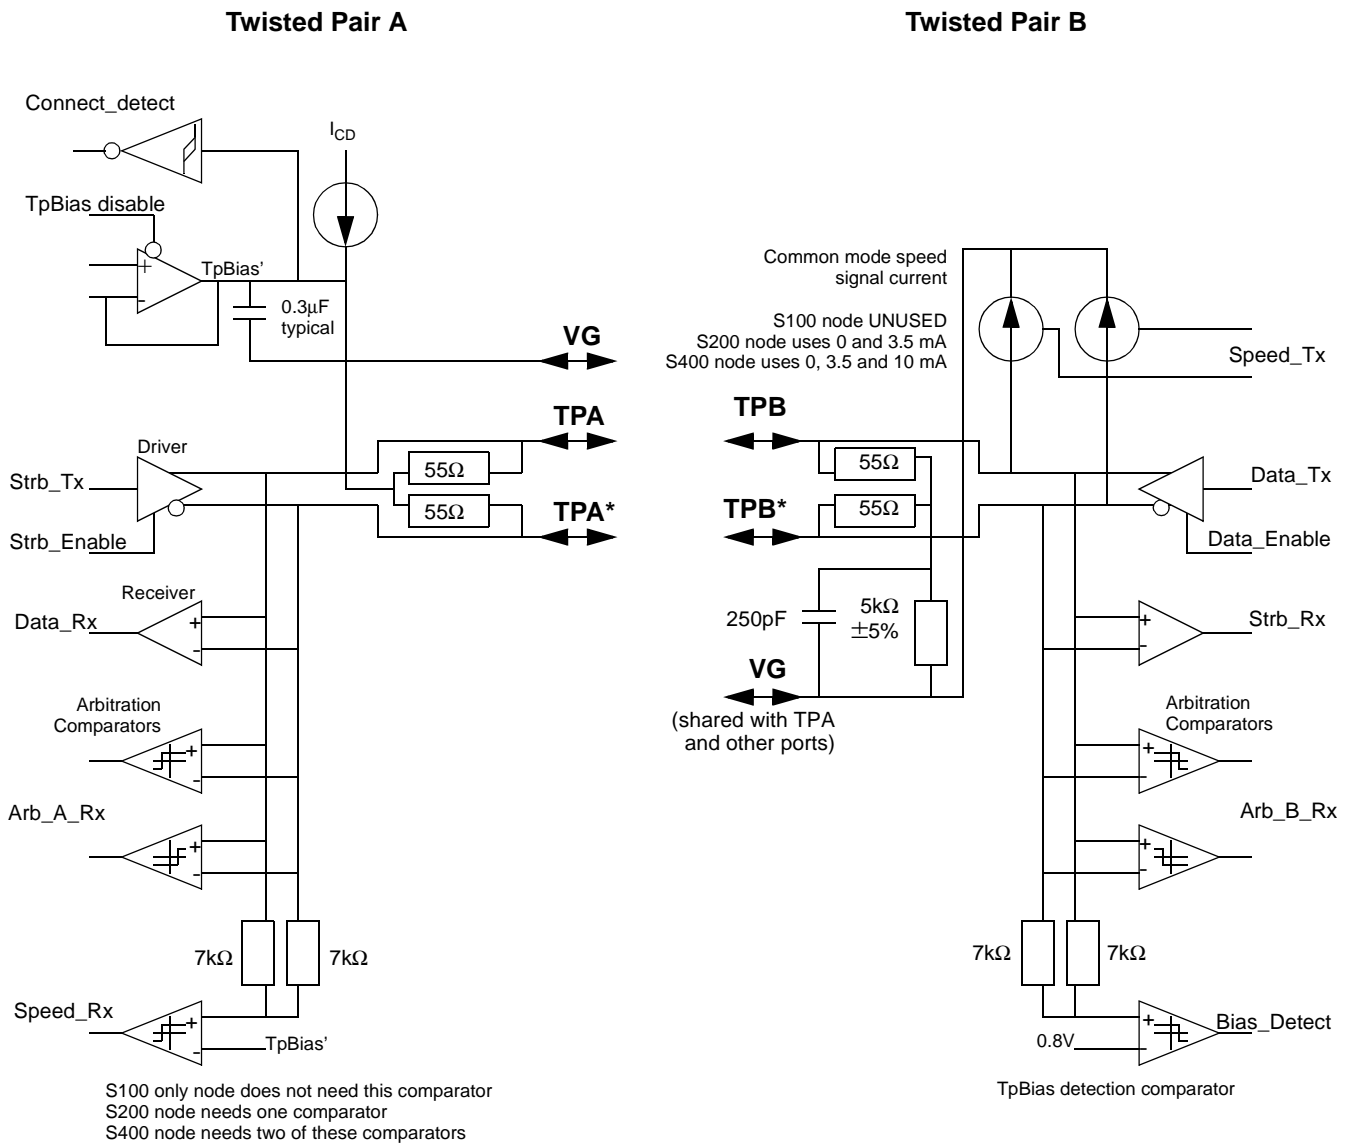 Twisted Pair A
Twisted Pair B
Connect_detect
I_CD
TpBias disable
+
-
TpBias'
0.3μF
typical
VG
TPA
TPA*
Driver
Strb_Tx
Strb_Enable
55Ω
55Ω
Receiver
Data_Rx
+
-
Arbitration
Comparators
+
-
Arb_A_Rx
+
-
7kΩ
7kΩ
Speed_Rx
+
-
TpBias'
S100 only node does not need this comparator
S200 node needs one comparator
S400 node needs two of these comparators
Common mode speed
signal current
S100 node UNUSED
S200 node uses 0 and 3.5 mA
S400 node uses 0, 3.5 and 10 mA
Speed_Tx
TPB
TPB*
55Ω
55Ω
Data_Tx
Data_Enable
250pF
5kΩ
±5%
VG
(shared with TPA
and other ports)
+
-
Strb_Rx
Arbitration
Comparators
+
-
Arb_B_Rx
+
-
7kΩ
7kΩ
+
-
0.8V
Bias_Detect
TpBias detection comparator